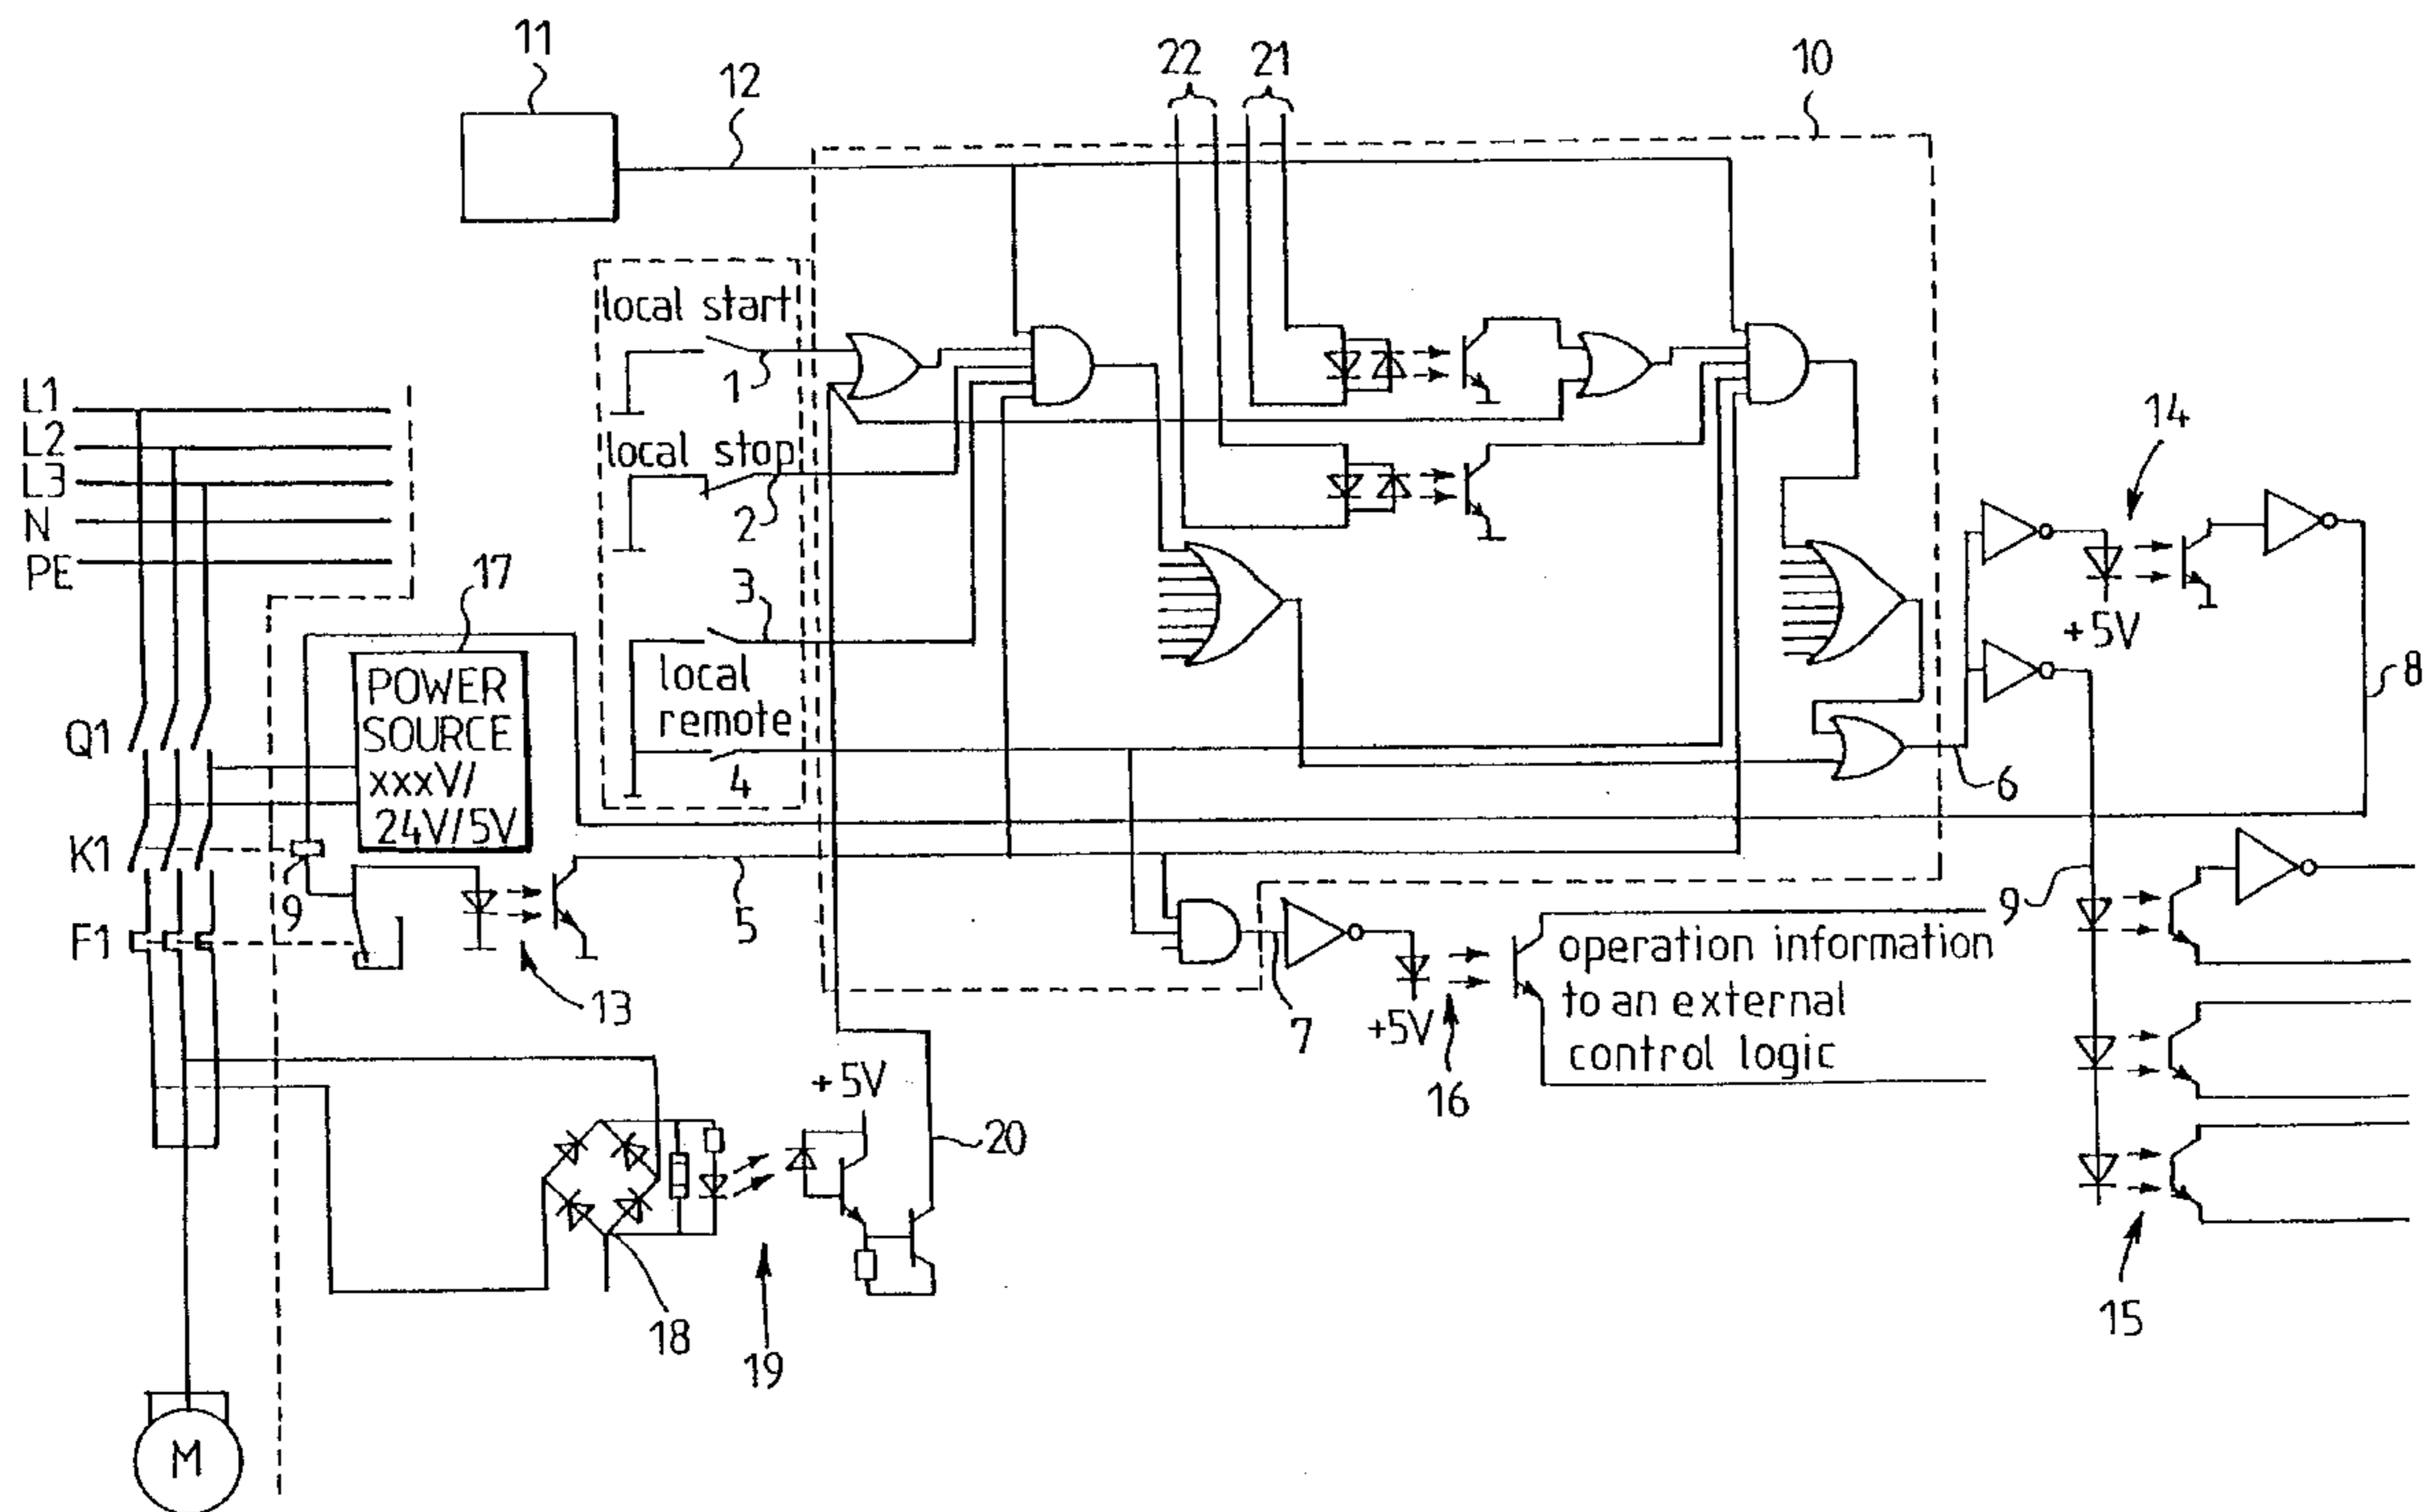 11
12
22
21
10
local start
1
L1
L2
L3
N
PE
local stop
2
14
17
3
+5V
POWER
SOURCE
xxxV/
24V/5V
local
remote
8
Q1
4
6
K1
9
5
9
F1
13
operation information
to an external
control logic
7
+5V
16
+5V
20
18
19
15
M